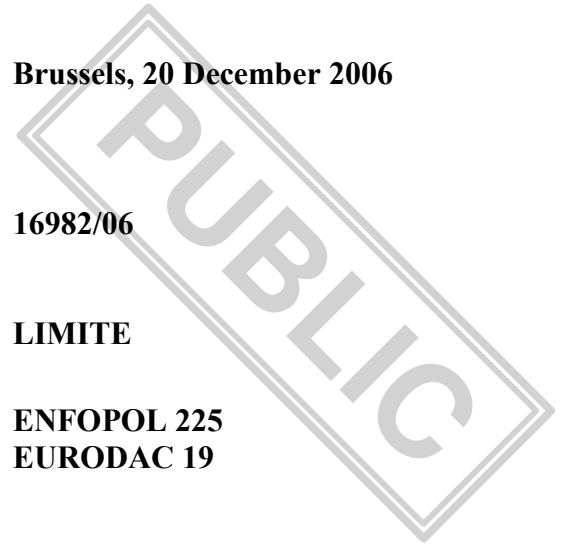 Brussels, 20 December 2006
16982/06
LIMITE
ENFOPOL 225
EURODAC 19
PUBLIC